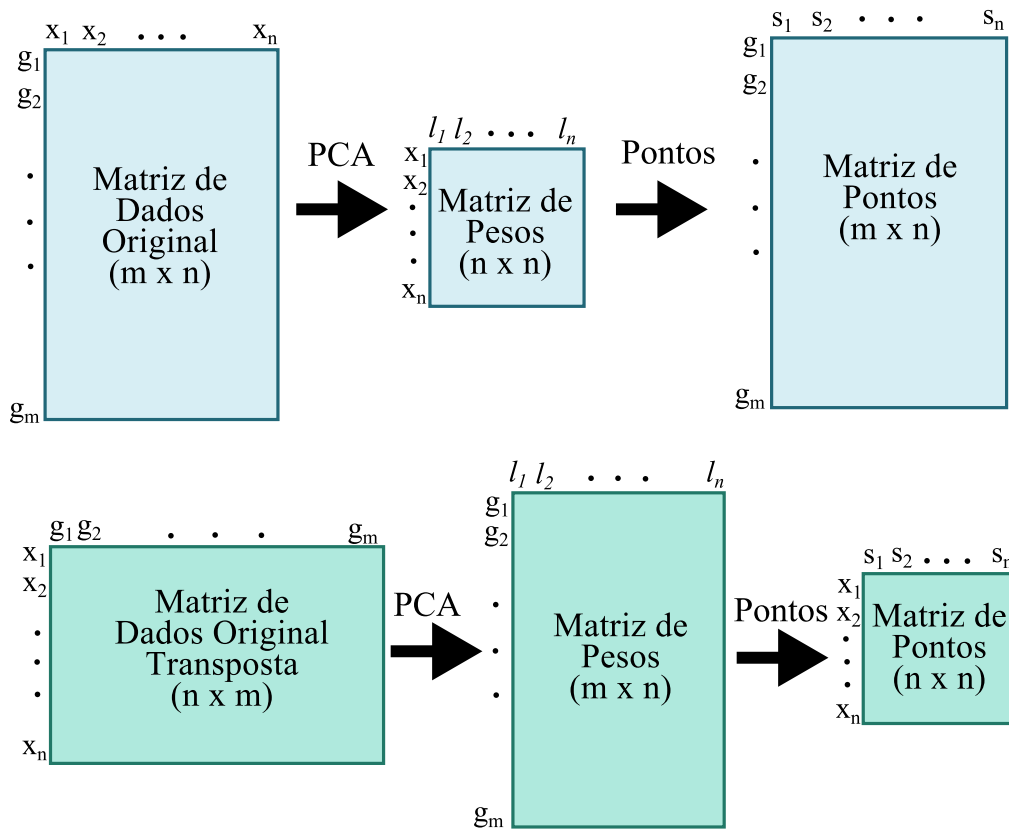 x₁ x₂ . . . xₙ
g₁
g₂
.
.
.
gₘ
Matriz de
Dados
Original
(m x n)
PCA
l₁ l₂ . . . lₙ
x₁
x₂
.
.
.
xₙ
Matriz de
Pesos
(n x n)
Pontos
s₁ s₂ . . . sₙ
g₁
g₂
.
.
.
gₘ
Matriz de
Pontos
(m x n)
g₁ g₂ . . . gₘ
x₁
x₂
.
.
.
xₙ
Matriz de
Dados Original
Transposta
(n x m)
PCA
l₁ l₂ . . . lₙ
g₁
g₂
.
.
.
gₘ
Matriz de
Pesos
(m x n)
Pontos
s₁ s₂ . . . sₙ
x₁
x₂
.
.
.
xₙ
Matriz de
Pontos
(n x n)